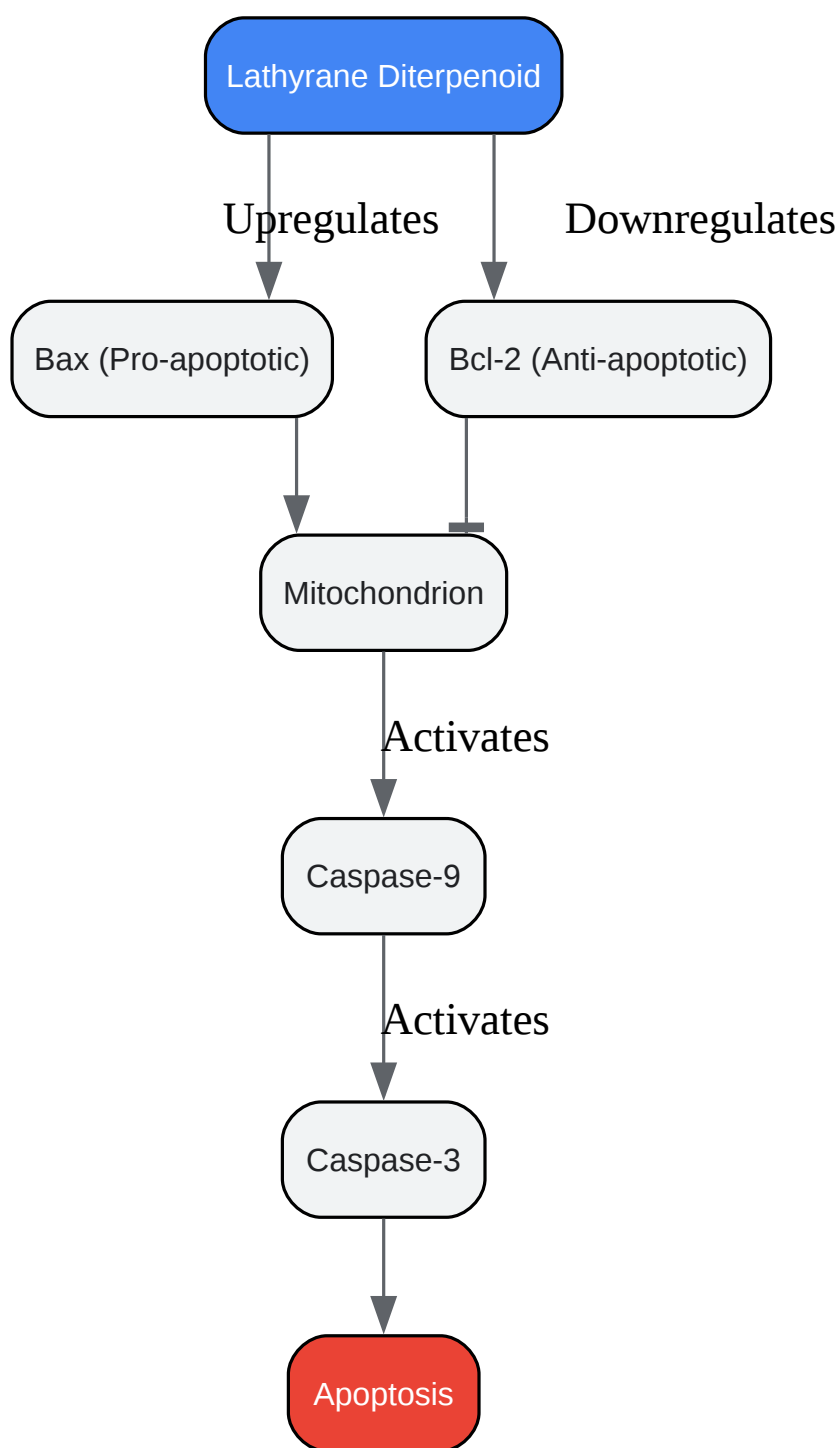 Lathyrane Diterpenoid
Upregulates
Downregulates
Bax (Pro-apoptotic)
Bcl-2 (Anti-apoptotic)
Mitochondrion
Activates
Caspase-9
Activates
Caspase-3
Apoptosis